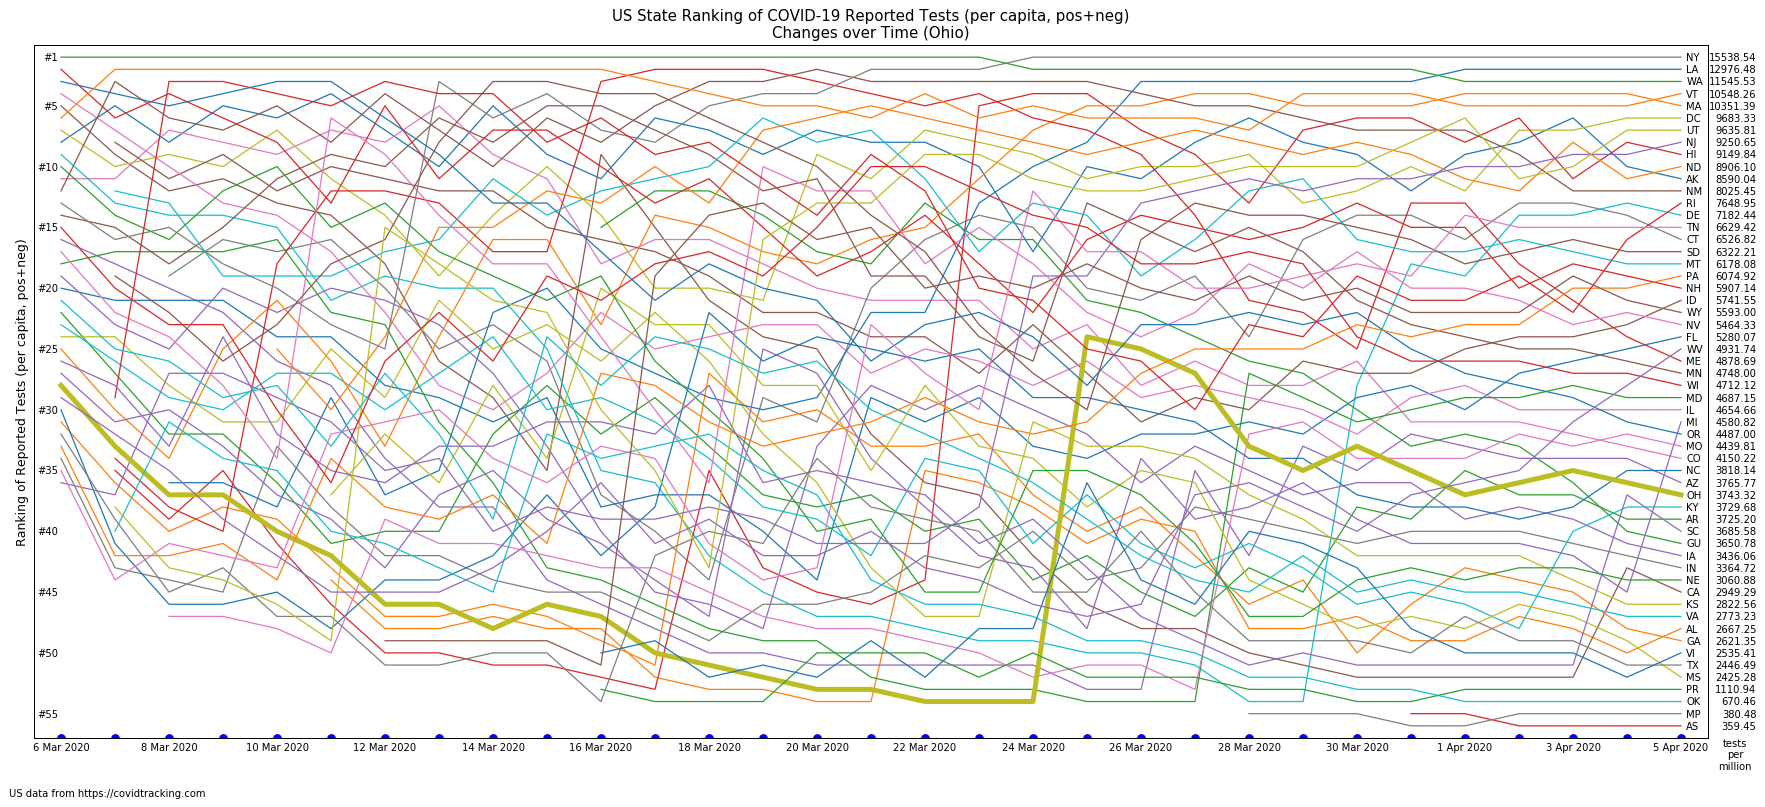 US State Ranking of COVID-19 Reported Tests (per capita, pos+neg)
Changes over Time (Ohio)
Ranking of Reported Tests (per capita, pos+neg)
#1
#5
#10
#15
#20
#25
#30
#35
#40
#45
#50
#55
NY 15538.54
LA 12976.48
WA 11545.53
VT 10548.26
MA 10351.39
DC 9683.33
UT 9635.81
NJ 9250.65
HI 9149.84
ND 8906.10
AK 8590.04
NM 8025.45
RI 7648.95
DE 7182.44
TN 6629.42
CT 6526.82
SD 6322.21
MT 6178.08
PA 6074.92
NH 5907.14
ID 5741.55
WY 5593.00
NV 5464.33
FL 5280.07
WV 4931.74
ME 4878.69
MN 4748.00
WI 4712.12
MD 4687.15
IL 4654.66
MI 4580.82
OR 4487.00
MO 4439.81
CO 4150.22
NC 3818.14
AZ 3765.77
OH 3743.32
KY 3729.68
AR 3725.20
SC 3685.58
GU 3650.78
IA 3436.06
IN 3364.72
NE 3060.88
CA 2949.29
KS 2822.56
VA 2773.23
AL 2667.25
GA 2621.35
VI 2535.41
TX 2446.49
MS 2425.28
PR 1110.94
OK 670.46
MP 380.48
AS 359.45
6 Mar 2020 8 Mar 2020 10 Mar 2020 12 Mar 2020 14 Mar 2020 16 Mar 2020 18 Mar 2020 20 Mar 2020 22 Mar 2020 24 Mar 2020 26 Mar 2020 28 Mar 2020 30 Mar 2020 1 Apr 2020 3 Apr 2020 5 Apr 2020
tests
per
million
US data from https://covidtracking.com